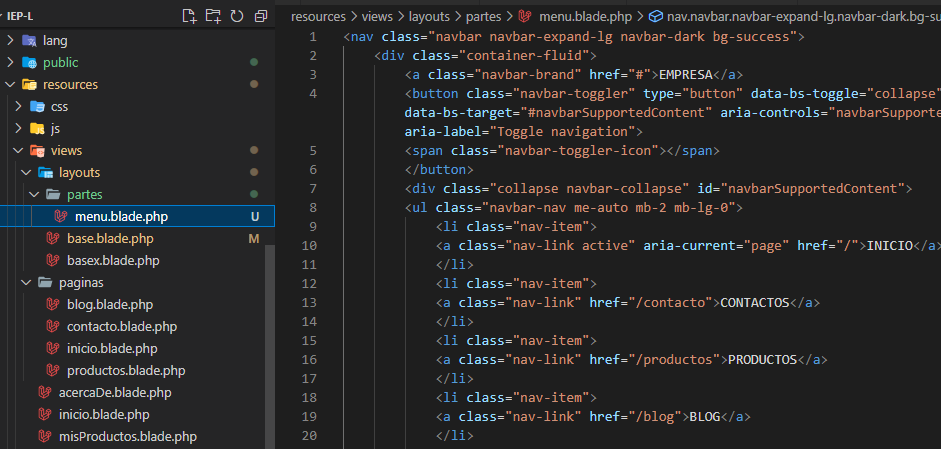 IEP-L
lang
public
resources
css
js
views
layouts
partes
menu.blade.php U
base.blade.php M
basex.blade.php
paginas
blog.blade.php
contacto.blade.php
inicio.blade.php
productos.blade.php
acercaDe.blade.php
inicio.blade.php
misProductos.blade.php
resources > views > layouts > partes > menu.blade.php > nav.navbar.navbar-expand-lg.navbar-dark.bg-su
1 <nav class="navbar navbar-expand-lg navbar-dark bg-success">
2 <div class="container-fluid">
3 <a class="navbar-brand" href="#">EMPRESA</a>
4 <button class="navbar-toggler" type="button" data-bs-toggle="collapse"
data-bs-target="#navbarSupportedContent" aria-controls="navbarSupporte
aria-label="Toggle navigation">
5 <span class="navbar-toggler-icon"></span>
6 </button>
7 <div class="collapse navbar-collapse" id="navbarSupportedContent">
8 <ul class="navbar-nav me-auto mb-2 mb-lg-0">
9 <li class="nav-item">
10 <a class="nav-link active" aria-current="page" href="/">INICIO</a
11 </li>
12 <li class="nav-item">
13 <a class="nav-link" href="/contacto">CONTACTOS</a>
14 </li>
15 <li class="nav-item">
16 <a class="nav-link" href="/productos">PRODUCTOS</a>
17 </li>
18 <li class="nav-item">
19 <a class="nav-link" href="/blog">BLOG</a>
20 </li>